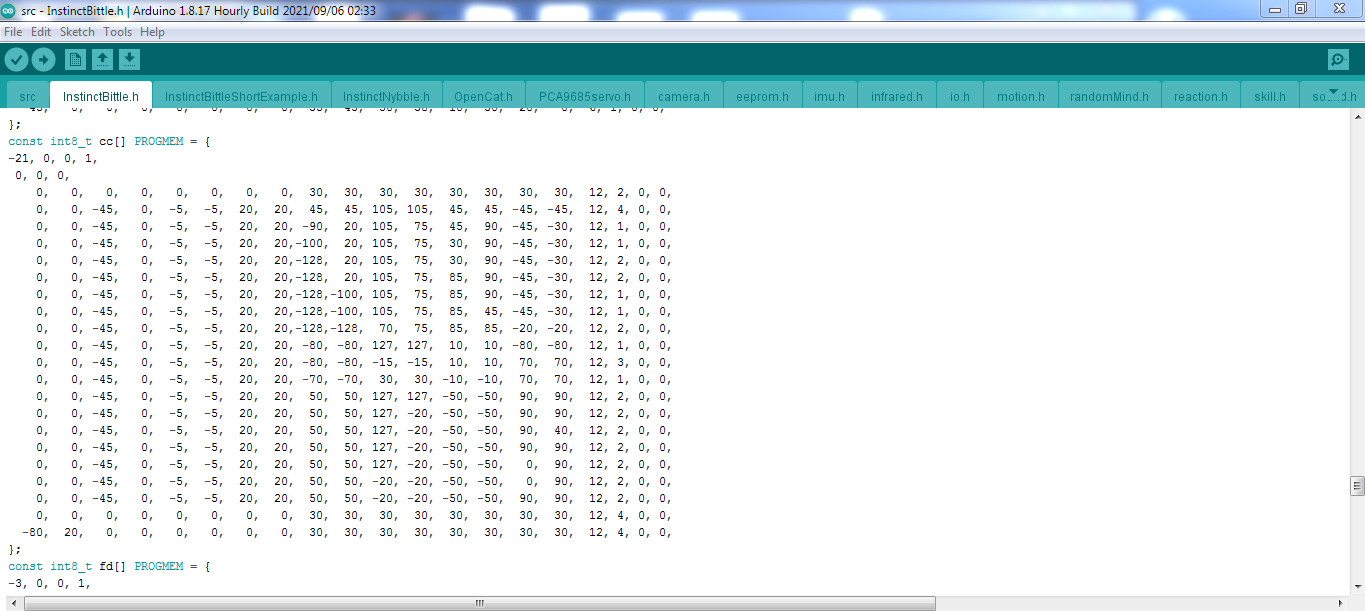 src - InstinctBittle.h | Arduino 1.8.17 Hourly Build 2021/09/06 02:33
File Edit Sketch Tools Help
src InstinctBittle.h InstinctBittleShortExample.h InstinctNybble.h OpenCat.h PCA9685servo.h camera.h eeprom.h imu.h infrared.h io.h motion.h randomMind.h reaction.h skill.h
};
const int8_t cc[] PROGMEM = {
-21, 0, 0, 1,
0, 0, 0,
0, 0, 0, 0, 0, 0, 0, 0, 30, 30, 30, 30, 30, 30, 30, 30, 12, 2, 0, 0,
0, 0, -45, 0, -5, -5, 20, 20, 45, 45, 105, 105, 45, 45, -45, -45, 12, 4, 0, 0,
0, 0, -45, 0, -5, -5, 20, 20, -90, 20, 105, 75, 45, 90, -45, -30, 12, 1, 0, 0,
0, 0, -45, 0, -5, -5, 20, 20,-100, 20, 105, 75, 30, 90, -45, -30, 12, 1, 0, 0,
0, 0, -45, 0, -5, -5, 20, 20,-128, 20, 105, 75, 30, 90, -45, -30, 12, 2, 0, 0,
0, 0, -45, 0, -5, -5, 20, 20,-128, 20, 105, 75, 85, 90, -45, -30, 12, 2, 0, 0,
0, 0, -45, 0, -5, -5, 20, 20,-128,-100, 105, 75, 85, 90, -45, -30, 12, 1, 0, 0,
0, 0, -45, 0, -5, -5, 20, 20,-128,-100, 105, 75, 85, 45, -45, -30, 12, 1, 0, 0,
0, 0, -45, 0, -5, -5, 20, 20,-128,-128, 70, 75, 85, 85, -20, -20, 12, 2, 0, 0,
0, 0, -45, 0, -5, -5, 20, 20, -80, -80, 127, 127, 10, 10, -80, -80, 12, 1, 0, 0,
0, 0, -45, 0, -5, -5, 20, 20, -80, -80, -15, -15, 10, 10, 70, 70, 12, 3, 0, 0,
0, 0, -45, 0, -5, -5, 20, 20, -70, -70, 30, 30, -10, -10, 70, 70, 12, 1, 0, 0,
0, 0, -45, 0, -5, -5, 20, 20, 50, 50, 127, 127, -50, -50, 90, 90, 12, 2, 0, 0,
0, 0, -45, 0, -5, -5, 20, 20, 50, 50, 127, -20, -50, -50, 90, 90, 12, 2, 0, 0,
0, 0, -45, 0, -5, -5, 20, 20, 50, 50, 127, -20, -50, -50, 90, 40, 12, 2, 0, 0,
0, 0, -45, 0, -5, -5, 20, 20, 50, 50, 127, -20, -50, -50, 90, 90, 12, 2, 0, 0,
0, 0, -45, 0, -5, -5, 20, 20, 50, 50, 127, -20, -50, -50, 0, 90, 12, 2, 0, 0,
0, 0, -45, 0, -5, -5, 20, 20, 50, 50, -20, -20, -50, -50, 0, 90, 12, 2, 0, 0,
0, 0, -45, 0, -5, -5, 20, 20, 50, 50, -20, -20, -50, -50, 90, 90, 12, 2, 0, 0,
0, 0, 0, 0, 0, 0, 0, 0, 30, 30, 30, 30, 30, 30, 30, 30, 12, 4, 0, 0,
-80, 20, 0, 0, 0, 0, 0, 0, 30, 30, 30, 30, 30, 30, 30, 30, 12, 4, 0, 0,
};
const int8_t fd[] PROGMEM = {
-3, 0, 0, 1,